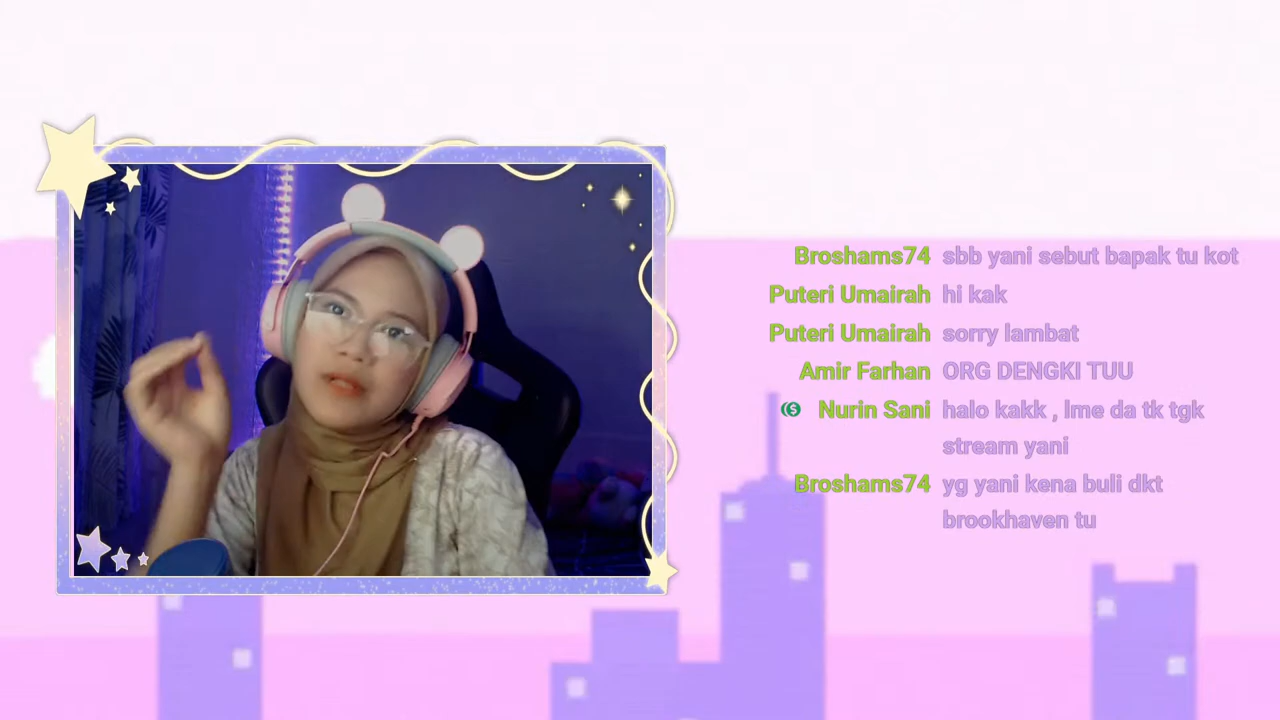 Broshams74 sbb yani sebut bapak tu kot
Puteri Umairah hi kak
Puteri Umairah sorry lambat
Amir Farhan ORG DENGKI TUU
Nurin Sani halo kakk , lme da tk tgk
stream yani
Broshams74 yg yani kena buli dkt
brookhaven tu